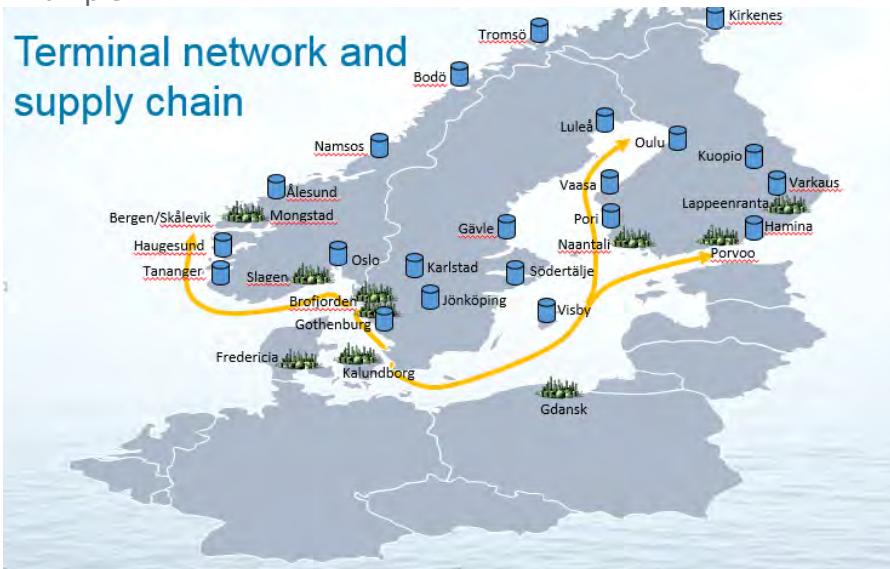 Terminal network and
supply chain
Kirkenes
Tromsö
Bodö
Luleå
Oulu
Namsos
Kuopio
Ålesund
Vaasa
Varkaus
Lappeenranta
Bergen/Skålevik
Mongstad
Pori
Gävle
Hamina
Haugesund
Naantali
Oslo
Porvoo
Tananger
Slagen
Karlstad
Södertälje
Brofjorden
Jönköping
Visby
Gothenburg
Fredericia
Kalundborg
Gdansk